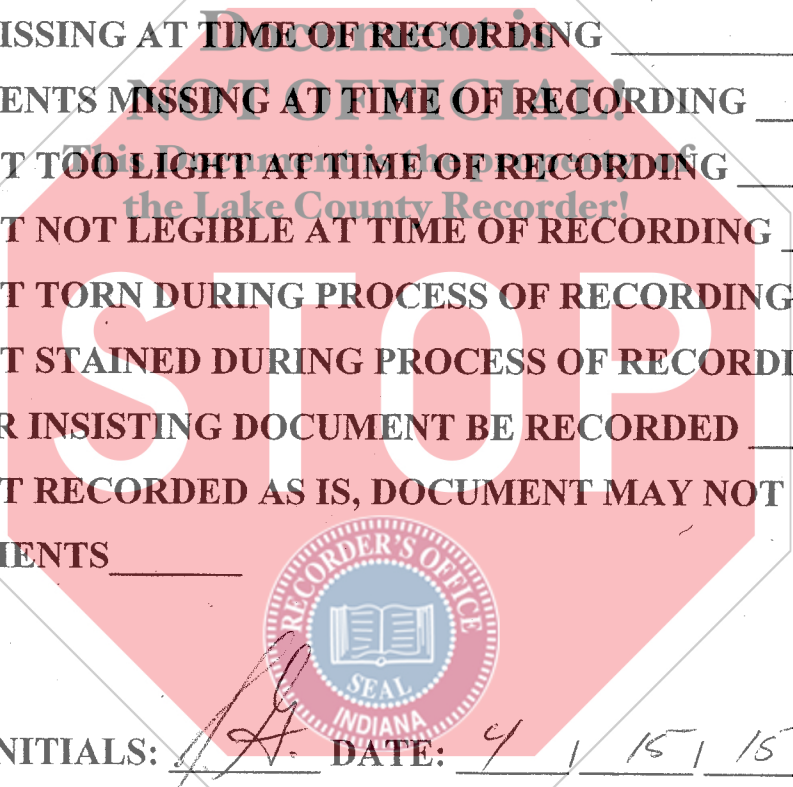 Document is
ISSING AT TIME OF RECORDING
NOT OFFICIAL!
ENTS MISSING AT TIME OF RECORDING
This Document is the property of
T TOO LIGHT AT TIME OF RECORDING
the Lake County Recorder!
T NOT LEGIBLE AT TIME OF RECORDING
T TORN DURING PROCESS OF RECORDING
T STAINED DURING PROCESS OF RECORDI
STOP
R INSISTING DOCUMENT BE RECORDED
T RECORDED AS IS, DOCUMENT MAY NOT
MENTS
RECORDER'S OFFICE
SEAL
INDIANA
NITIALS: DATE: 4 / 15 / 15